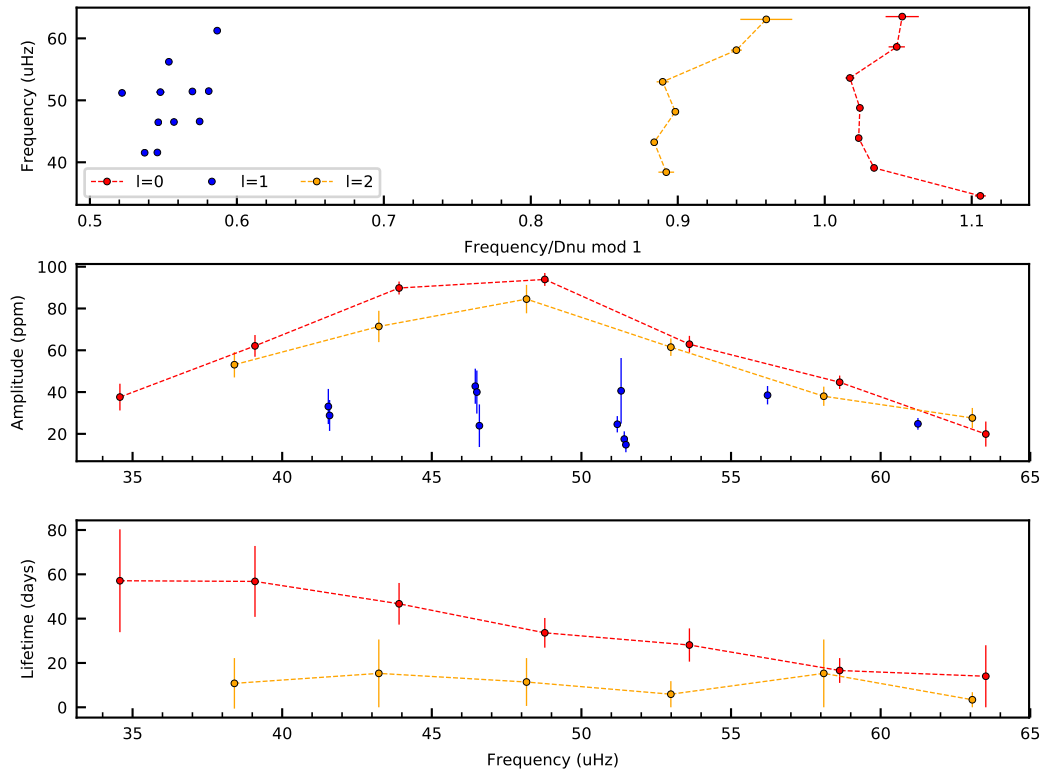 Frequency (uHz)
60
50
40
l=0 l=1 l=2
0.5 0.6 0.7 0.8 0.9 1.0 1.1
Frequency/Dnu mod 1
Amplitude (ppm)
100
80
60
40
20
35 40 45 50 55 60 65
Lifetime (days)
80
60
40
20
0
35 40 45 50 55 60 65
Frequency (uHz)